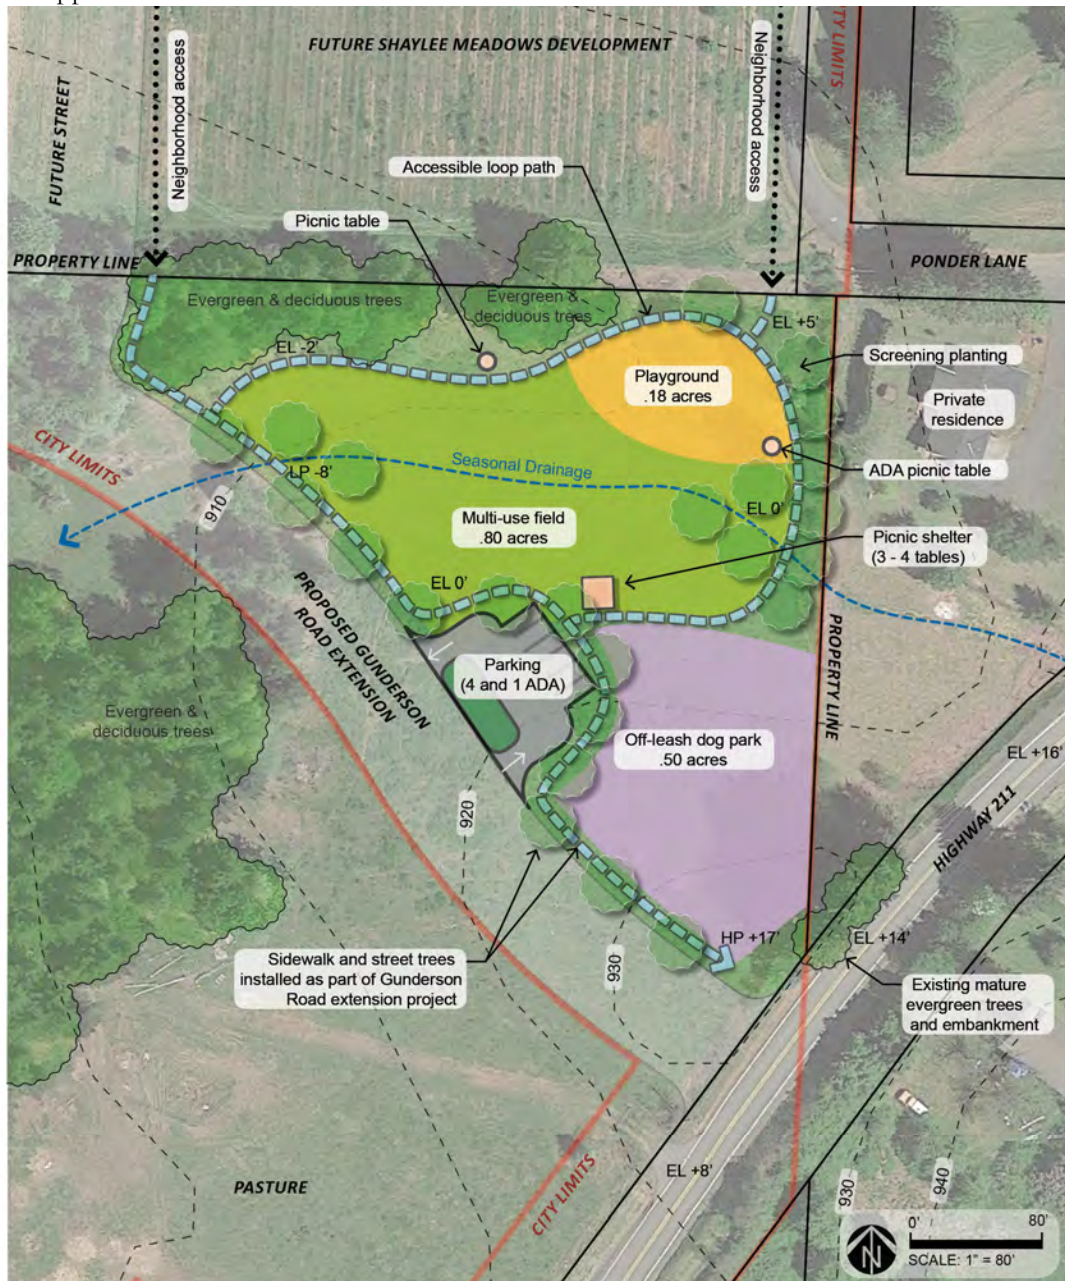 FUTURE SHAYLEE MEADOWS DEVELOPMENT
FUTURE STREET
Neighborhood access
Neighborhood access
CITY LIMITS
Accessible loop path
Picnic table
PROPERTY LINE
PONDER LANE
Evergreen & deciduous trees
Evergreen &
deciduous trees
EL +5'
EL -2'
Screening planting
Playground
.18 acres
Private
residence
CITY LIMITS
Seasonal Drainage
LP -8'
ADA picnic table
910
EL 0'
Multi-use field
.80 acres
Picnic shelter
(3 - 4 tables)
EL 0'
PROPOSED GUNDERSON
ROAD EXTENSION
Parking
(4 and 1 ADA)
PROPERTY LINE
Evergreen &
deciduous trees
Off-leash dog park
.50 acres
EL +16'
920
HIGHWAY 211
HP +17'
EL +14'
Sidewalk and street trees
installed as part of Gunderson
Road extension project
930
Existing mature
evergreen trees
and embankment
EL +8'
CITY LIMITS
PASTURE
930
940
N
0'
80'
SCALE: 1" = 80'